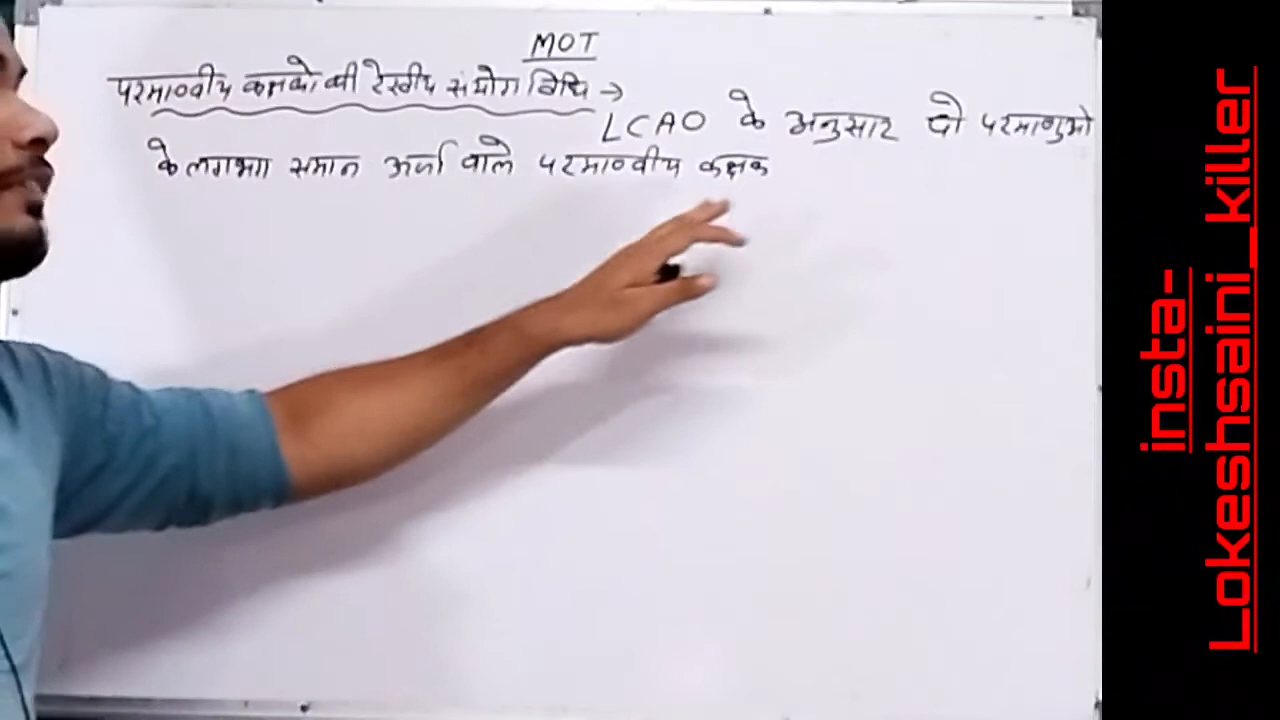 MOT
परमाण्वीय कक्षको की रेखीय संयोग विधि →
LCAO के अनुसार दो परमाणुओ
के लगभग समान ऊर्जा वाले परमाण्वीय कक्षक
insta-
Lokeshsaini_killer